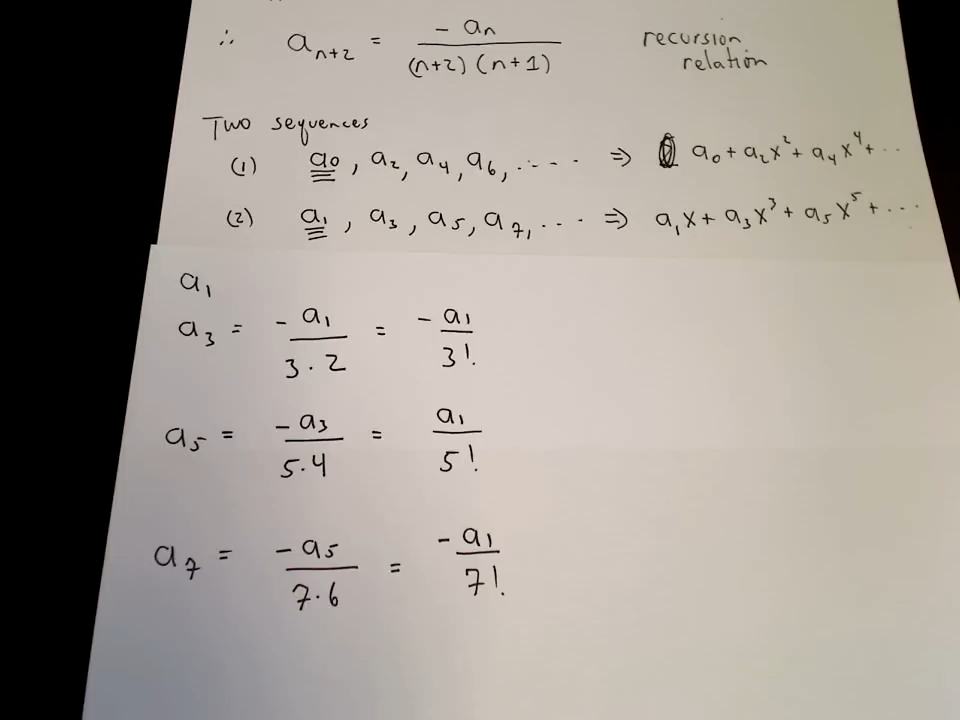 ∴ a_{n+2} = - a_n / (n+2) (n+1) recursion relation
Two sequences
(1) a_0, a_2, a_4, a_6, ..... ⇒ a_0 + a_2x^2 + a_4x^4 + ...
(2) a_1, a_3, a_5, a_7, ... ⇒ a_1x + a_3x^3 + a_5x^5 + ...
a_1
a_3 = - a_1 / 3·2 = - a_1 / 3!
a_5 = - a_3 / 5·4 = a_1 / 5!
a_7 = - a_5 / 7·6 = - a_1 / 7!